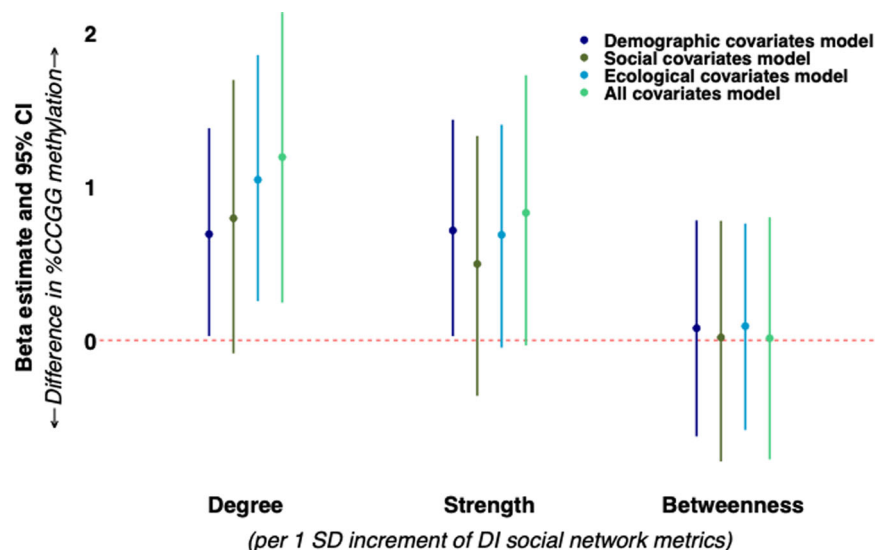 2
1
0
Beta estimate and 95% CI
←Difference in %CCGG methylation→
Demographic covariates model
Social covariates model
Ecological covariates model
All covariates model
Degree
Strength
Betweenness
(per 1 SD increment of DI social network metrics)